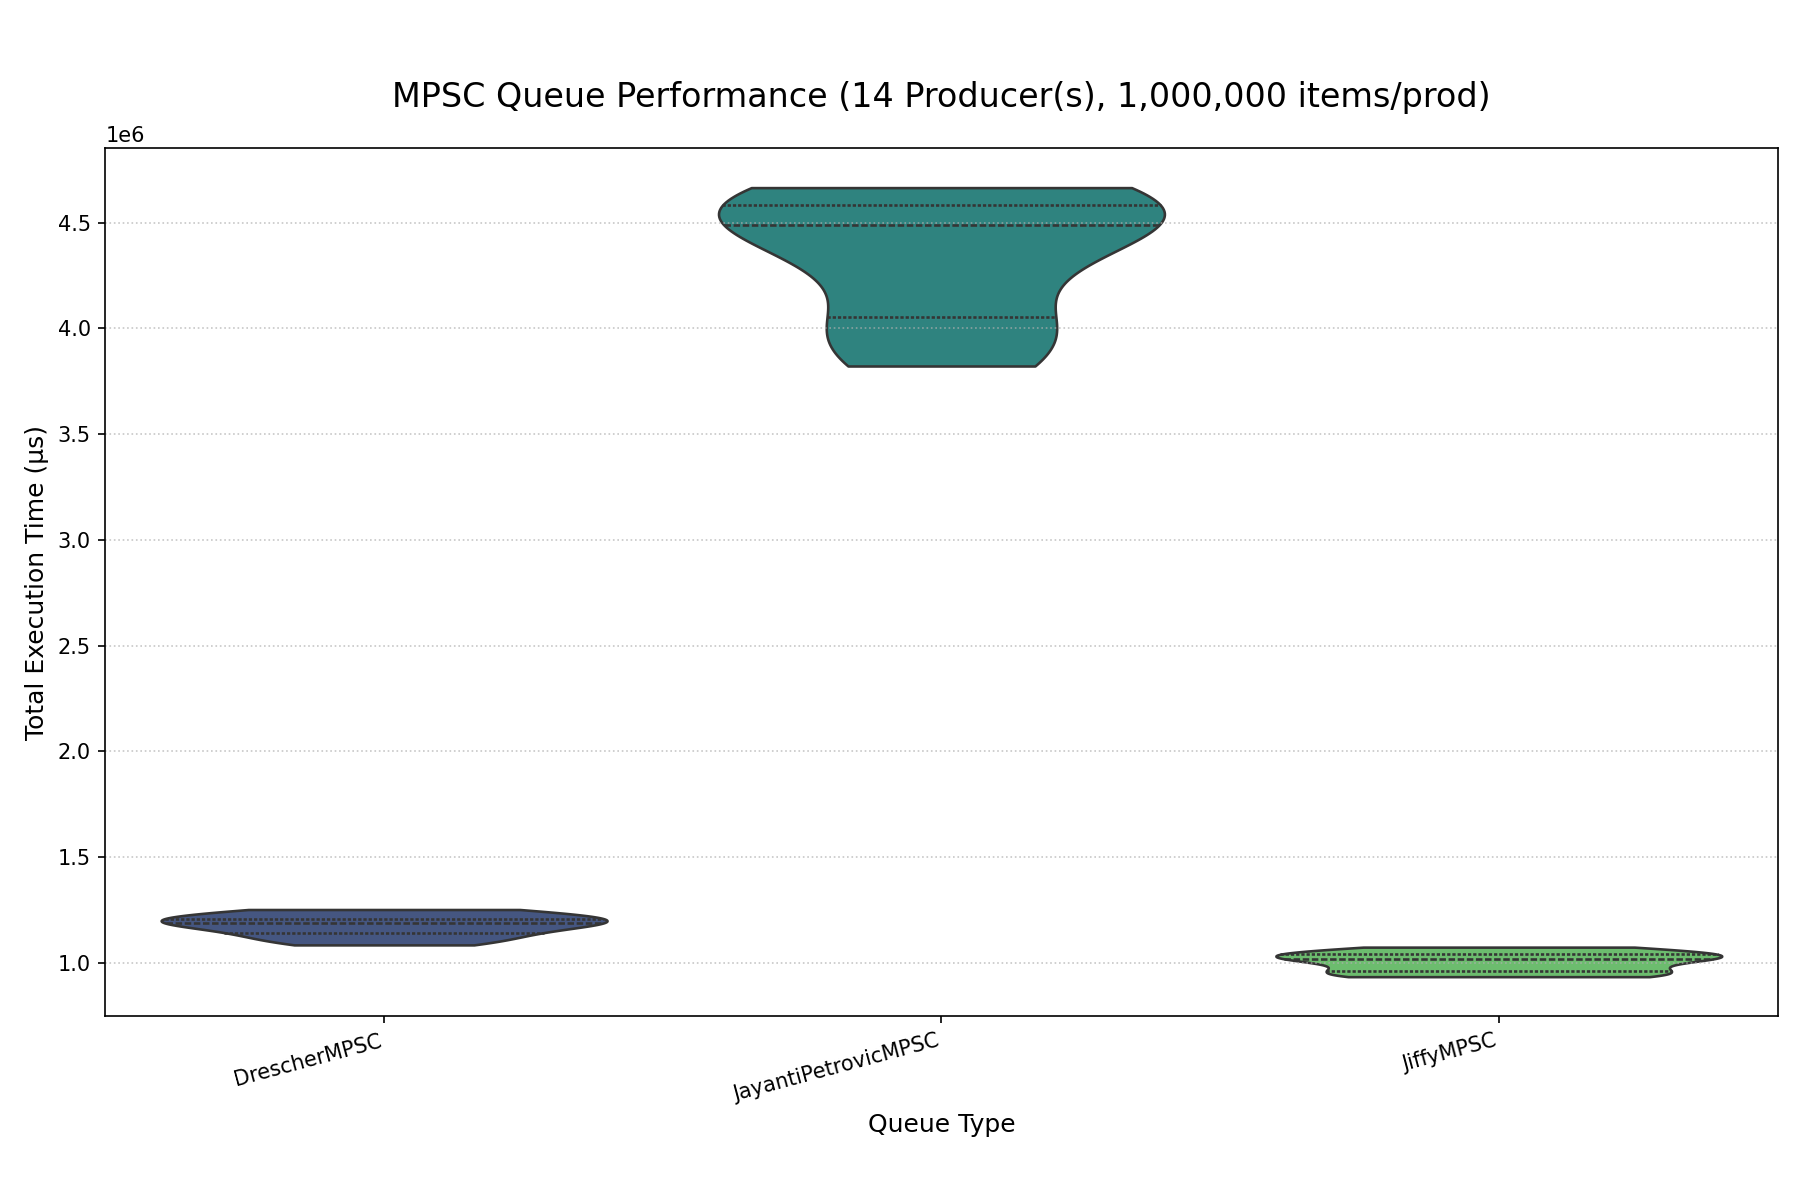 MPSC Queue Performance (14 Producer(s), 1,000,000 items/prod)
1e6
4.5
4.0
3.5
3.0
2.5
2.0
1.5
1.0
Total Execution Time (µs)
DrescherMPSC
JayantiPetrovicMPSC
JiffyMPSC
Queue Type